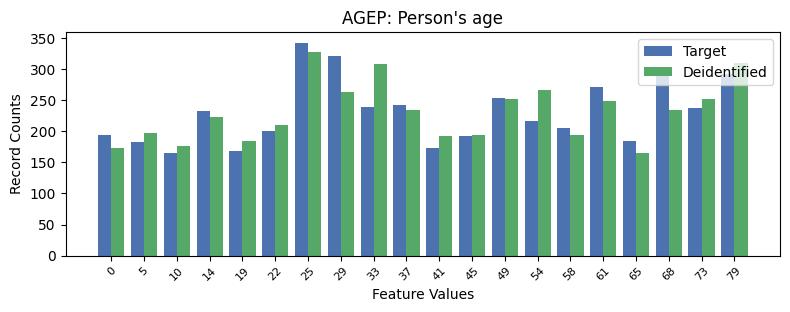 AGEP: Person's age
Record Counts
350
300
250
200
150
100
50
0
Target
Deidentified
0 5 10 14 19 22 25 29 33 37 41 45 49 54 58 61 65 68 73 79
Feature Values